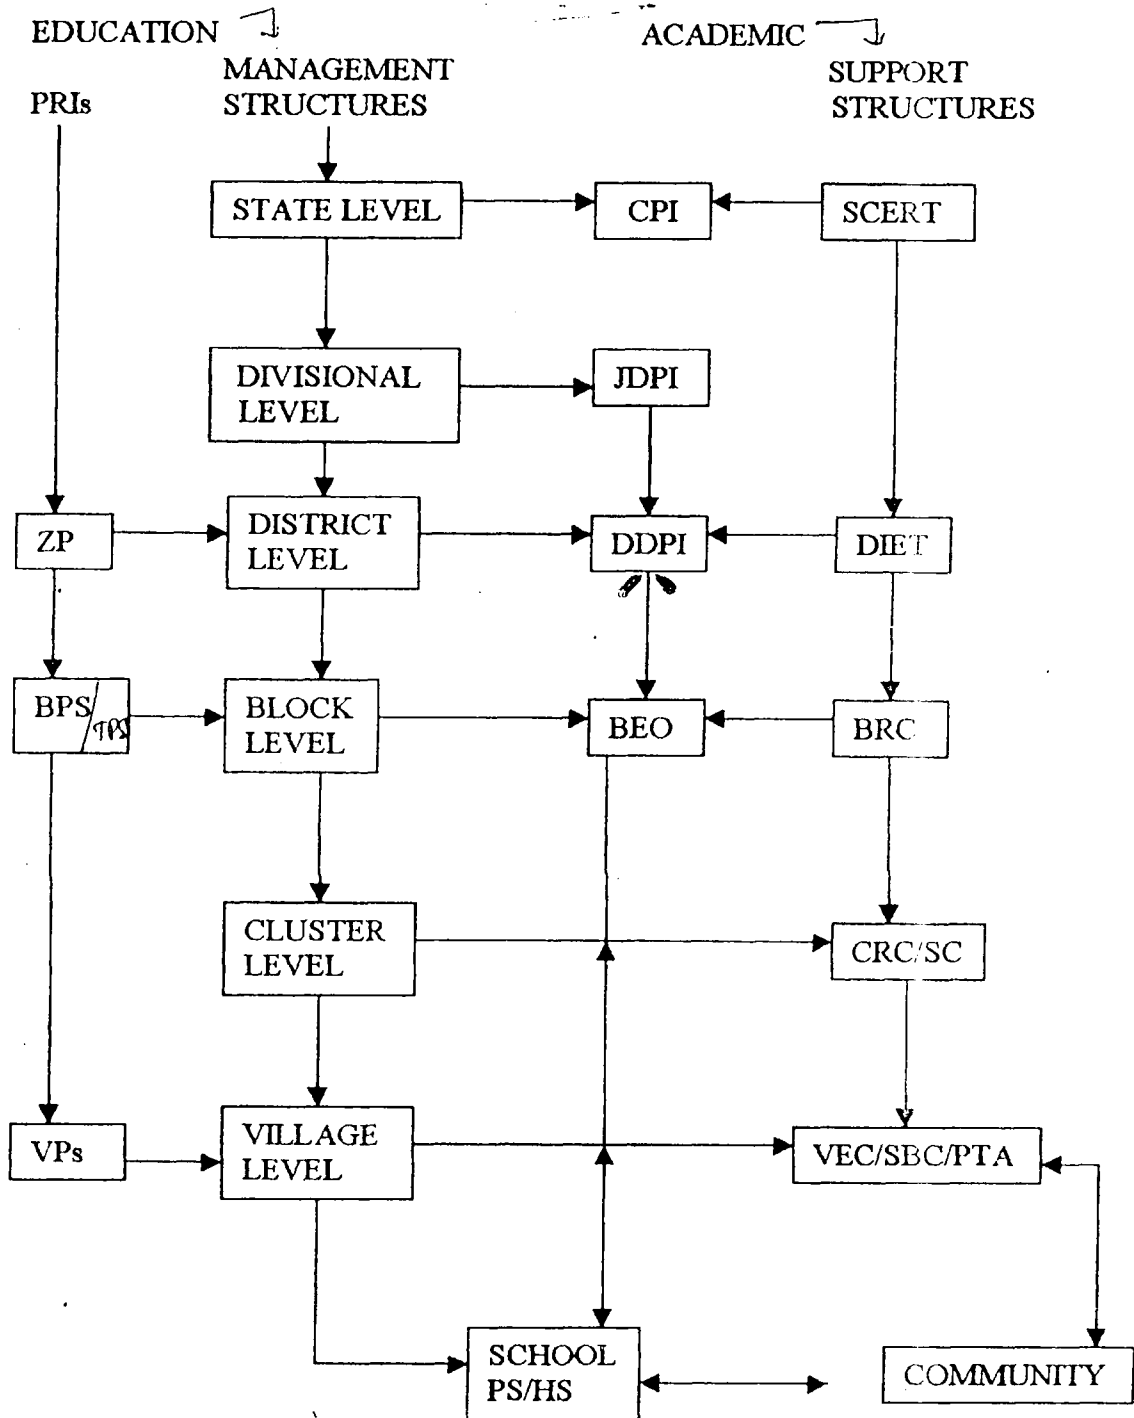 EDUCATION
ACADEMIC
MANAGEMENT
STRUCTURES
SUPPORT
STRUCTURES
PRIs
STATE LEVEL
CPI
SCERT
DIVISIONAL
LEVEL
JDPI
ZP
DISTRICT
LEVEL
DDPI
DIET
BPS/TPS
BLOCK
LEVEL
BEO
BRC
CLUSTER
LEVEL
CRC/SC
VPs
VILLAGE
LEVEL
VEC/SBC/PTA
SCHOOL
PS/HS
COMMUNITY